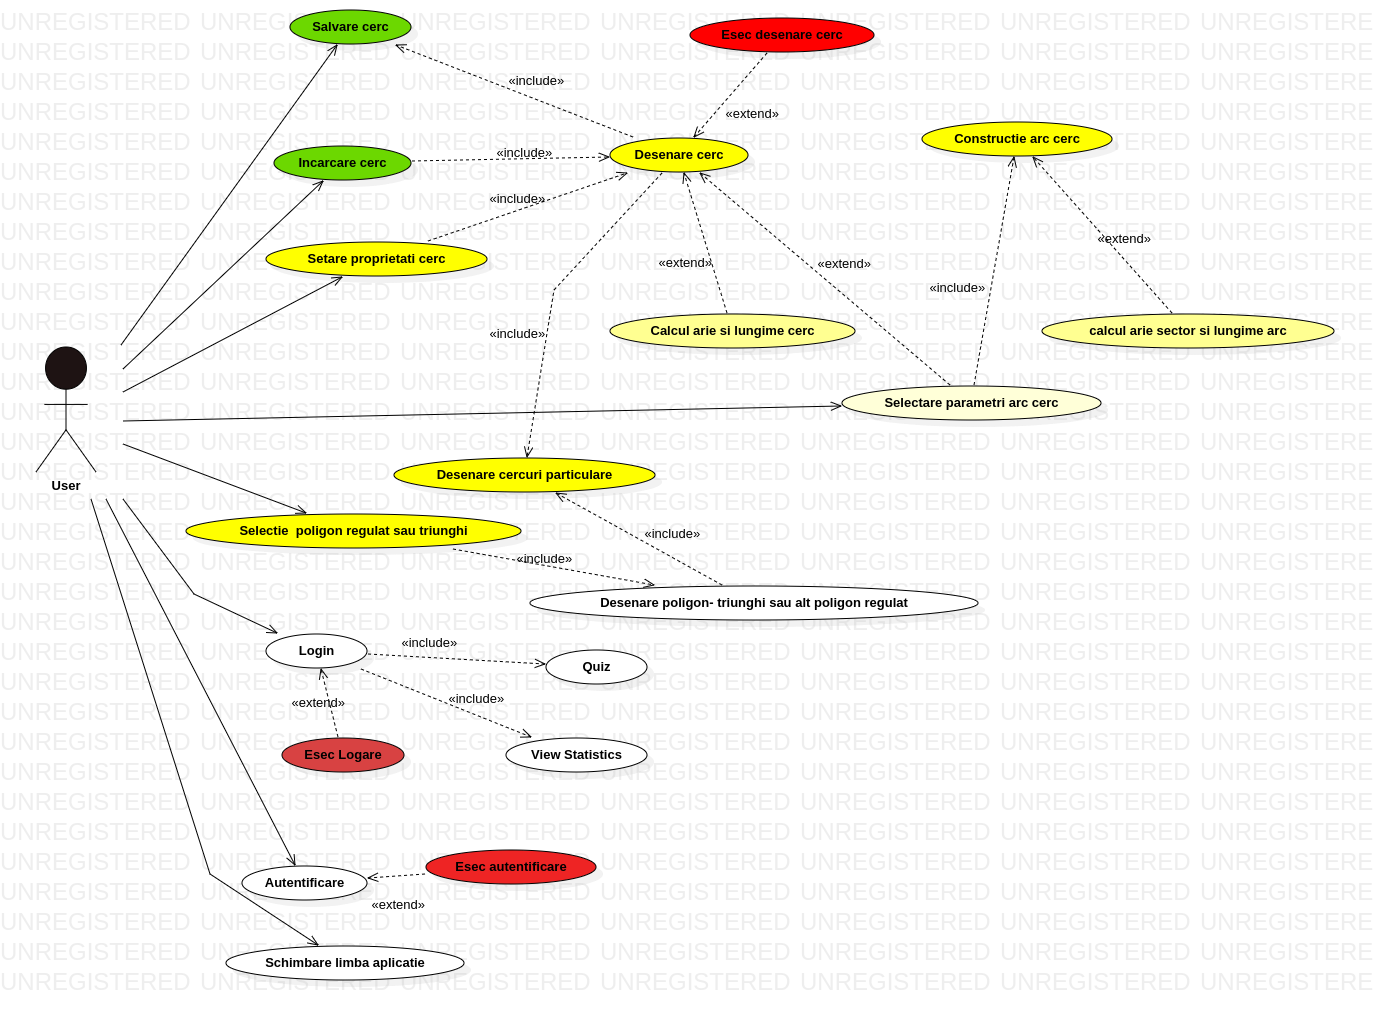 Salvare cerc
Esec desenare cerc
«include»
«extend»
Constructie arc cerc
Incarcare cerc
«include»
Desenare cerc
«include»
«extend»
Setare proprietati cerc
«extend»
«extend»
«include»
«include»
Calcul arie si lungime cerc
calcul arie sector si lungime arc
Selectare parametri arc cerc
User
Desenare cercuri particulare
Selectie  poligon regulat sau triunghi
«include»
«include»
Desenare poligon- triunghi sau alt poligon regulat
Login
«include»
Quiz
«extend»
«include»
Esec Logare
View Statistics
Autentificare
Esec autentificare
«extend»
Schimbare limba aplicatie
UNREGISTERED